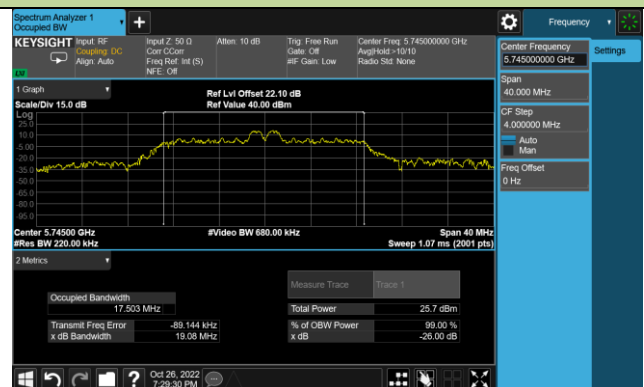 Spectrum Analyzer 1
Occupied BW
Frequency
KEYSIGHT
Input: RF
Coupling: DC
Align: Auto
Input Z: 50 Ω
Corr CCorr
Freq Ref: Int (S)
NFE: Off
Atten: 10 dB
Trig: Free Run
Gate: Off
#IF Gain: Low
Center Freq: 5.745000000 GHz
Avg|Hold:>10/10
Radio Std: None
Center Frequency
5.745000000 GHz
Settings
Span
40.000 MHz
CF Step
4.000000 MHz
Auto
Man
Freq Offset
0 Hz
1 Graph
Scale/Div 15.0 dB
Ref Lvl Offset 22.10 dB
Ref Value 40.00 dBm
Log
25.0
10.0
-5.00
-20.0
-35.0
-50.0
-65.0
-80.0
-95.0
Center 5.74500 GHz
#Res BW 220.00 kHz
#Video BW 680.00 kHz
Span 40 MHz
Sweep 1.07 ms (2001 pts)
2 Metrics
Measure Trace
Trace 1
Occupied Bandwidth
17.503 MHz
Total Power
25.7 dBm
Transmit Freq Error
-89.144 kHz
% of OBW Power
99.00 %
x dB Bandwidth
19.08 MHz
x dB
-26.00 dB
Oct 26, 2022
7:29:30 PM